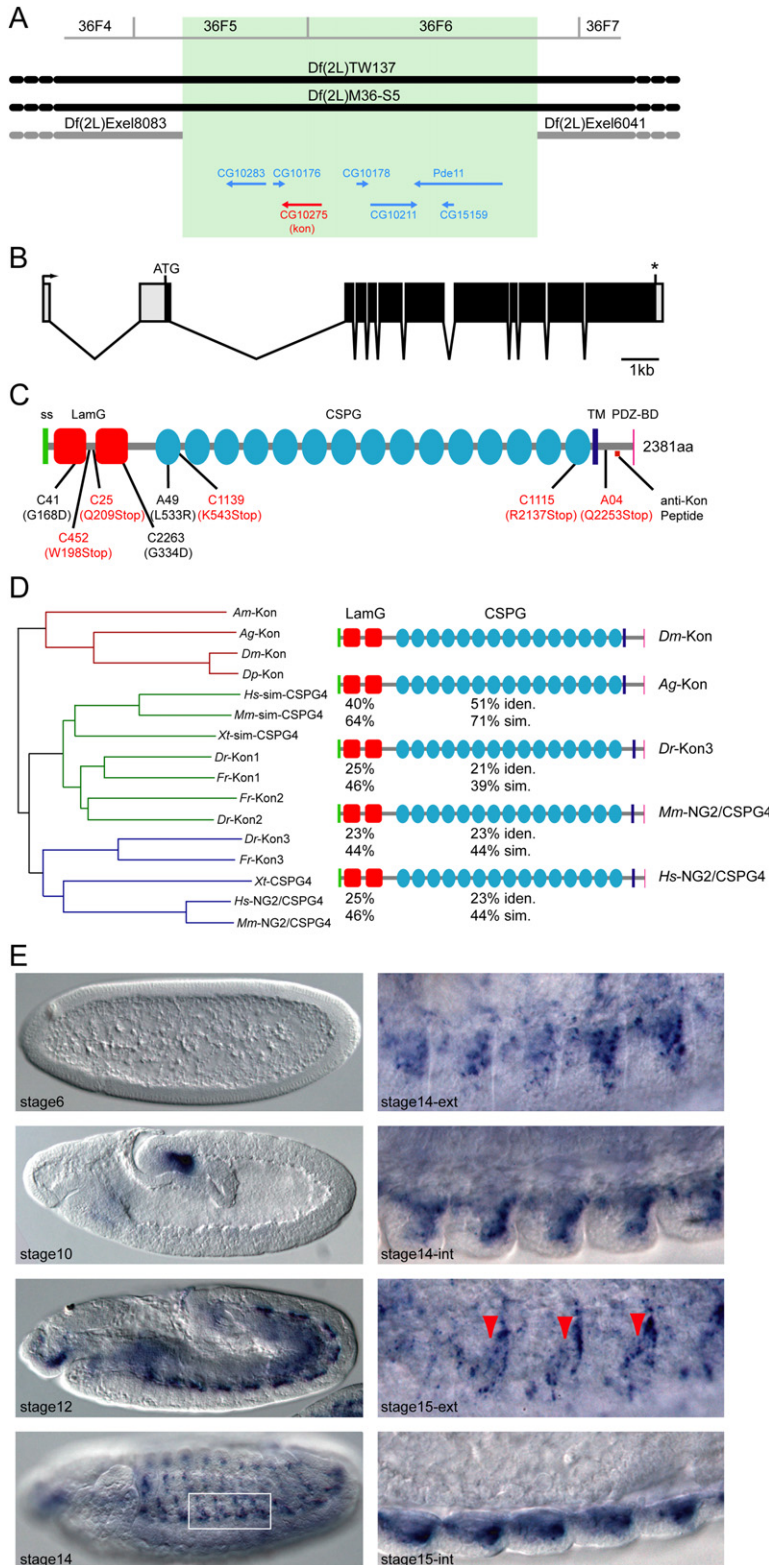 A
36F4 36F5 36F6 36F7
Df(2L)TW137
Df(2L)M36-S5
Df(2L)Exel8083 Df(2L)Exel6041
CG10283 CG10176 CG10178 Pde11
CG10275 CG10211 CG15159
(kon)
B
ATG *
1kb
C
ss LamG CSPG TM PDZ-BD
2381aa
C41 C25 A49 C1139 C1115 A04 anti-Kon
(G168D) (Q209Stop) (L533R) (K543Stop) (R2137Stop) (Q2253Stop) Peptide
C452 C2263
(W198Stop) (G334D)
D
LamG CSPG
Am-Kon
Ag-Kon
Dm-Kon
Dp-Kon
Hs-sim-CSPG4
Mm-sim-CSPG4
Xt-sim-CSPG4
Dr-Kon1
Fr-Kon1
Fr-Kon2
Dr-Kon2
Dr-Kon3
Fr-Kon3
Xt-CSPG4
Hs-NG2/CSPG4
Mm-NG2/CSPG4
Dm-Kon
Ag-Kon
40% 51% iden.
64% 71% sim.
Dr-Kon3
25% 21% iden.
46% 39% sim.
Mm-NG2/CSPG4
23% 23% iden.
44% 44% sim.
Hs-NG2/CSPG4
25% 23% iden.
46% 44% sim.
E
stage6 stage14-ext
stage10 stage14-int
stage12 stage15-ext
stage14 stage15-int